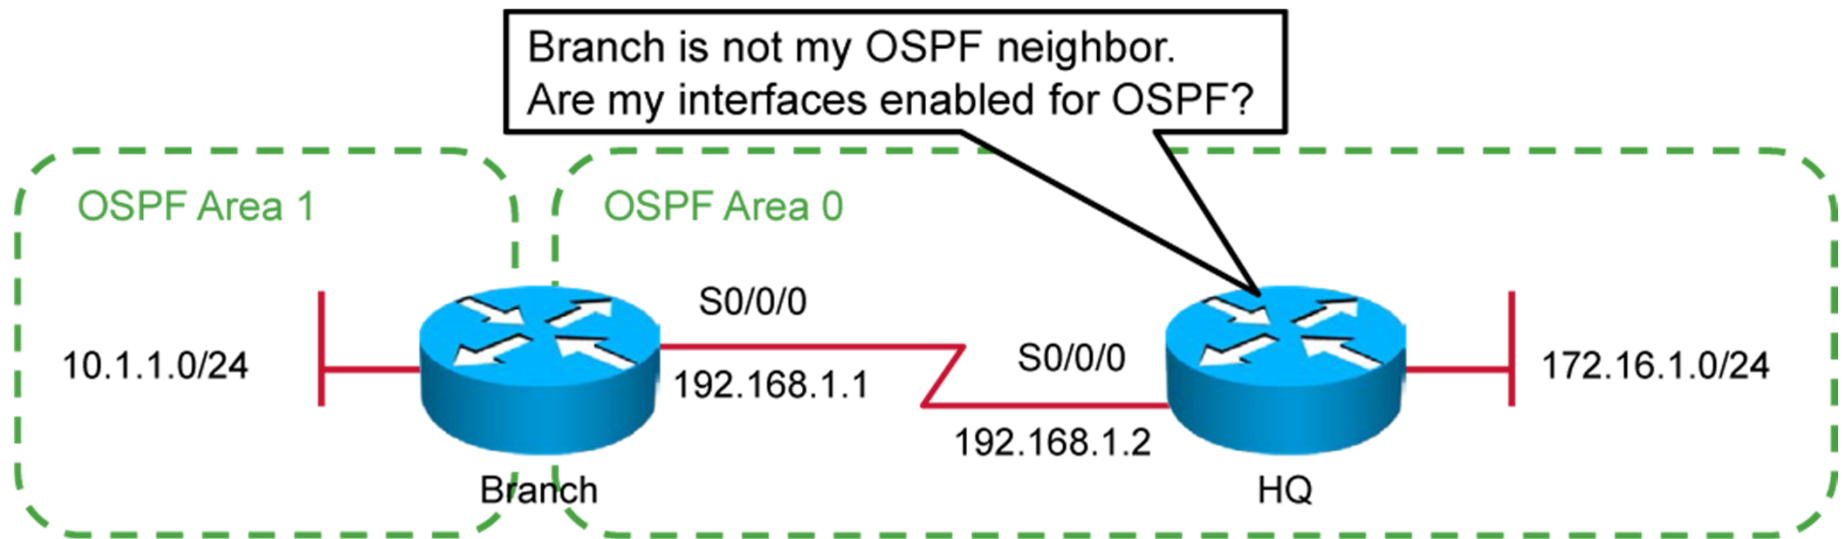 Branch is not my OSPF neighbor.
Are my interfaces enabled for OSPF?
OSPF Area 1
OSPF Area 0
S0/0/0
S0/0/0
10.1.1.0/24
192.168.1.1
172.16.1.0/24
192.168.1.2
Branch
HQ